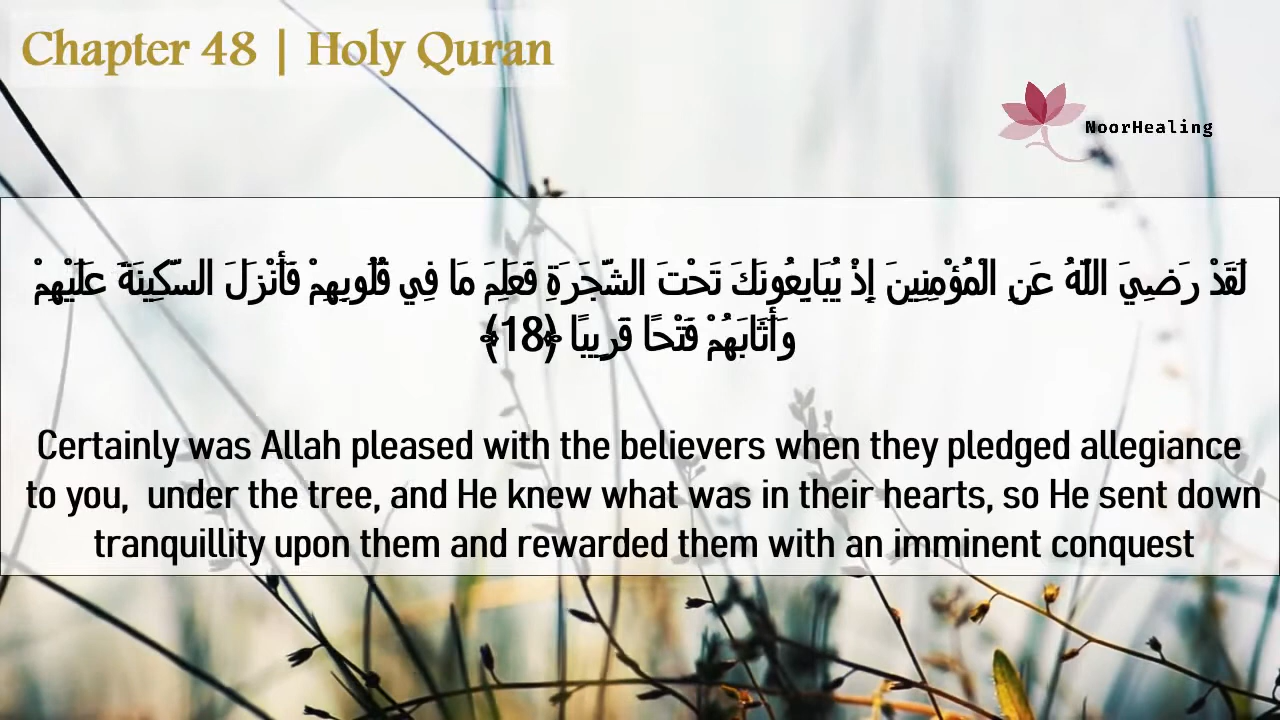 Chapter 48 | Holy Quran
NoorHealing
لَقَدْ رَضِيَ اللَّهُ عَنِ الْمُؤْمِنِينَ إِذْ يُبَايِعُونَكَ تَحْتَ الشَّجَرَةِ فَعَلِمَ مَا فِي قُلُوبِهِمْ فَأَنْزَلَ السَّكِينَةَ عَلَيْهِمْ
وَأَثَابَهُمْ فَتْحًا قَرِيبًا ﴿18﴾
Certainly was Allah pleased with the believers when they pledged allegiance
to you,  under the tree, and He knew what was in their hearts, so He sent down
tranquillity upon them and rewarded them with an imminent conquest